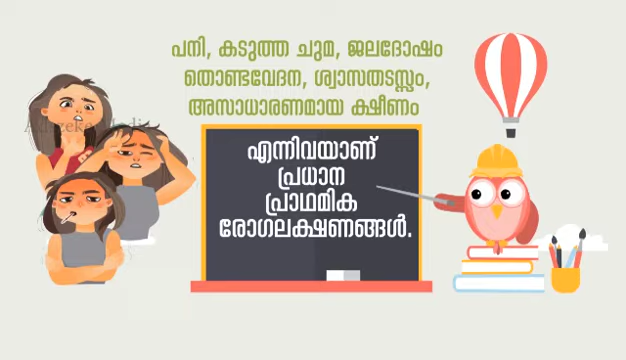 പനി, കടുത്ത ചുമ, ജലദോഷം
തൊണ്ടവേദന, ശ്വാസതടസ്സം,
അസാധാരണമായ ക്ഷീണം
എന്നിവയാണ്
പ്രധാന
പ്രാഥമിക
രോഗലക്ഷണങ്ങൾ.